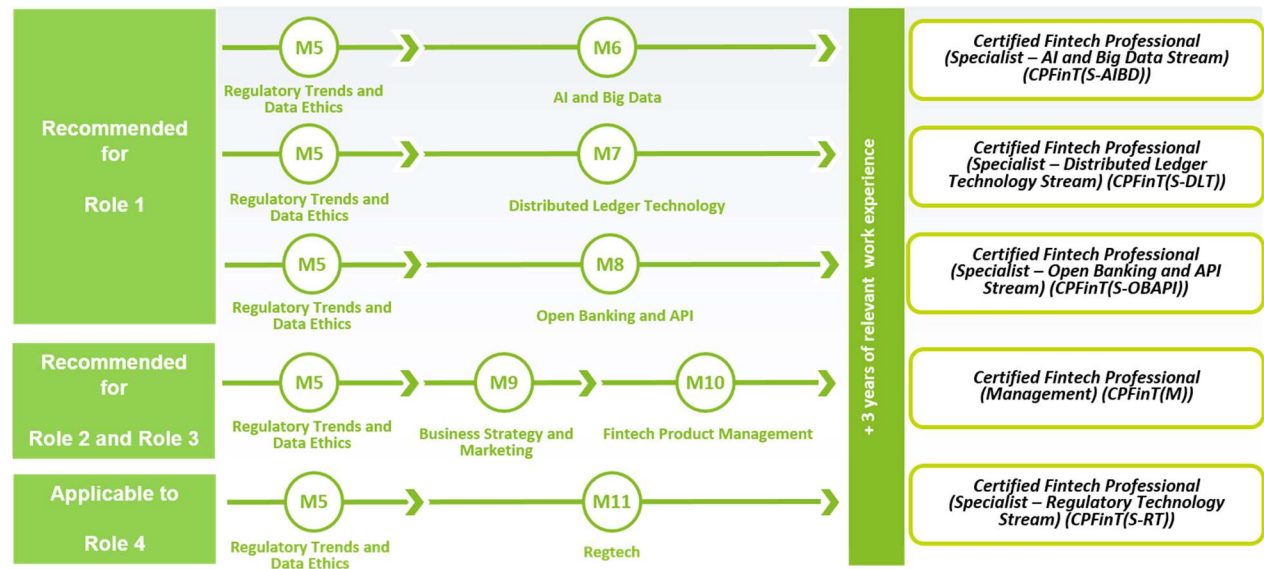 Recommended
for
Role 1
M5
Regulatory Trends and
Data Ethics
M6
AI and Big Data
M5
Regulatory Trends and
Data Ethics
M7
Distributed Ledger Technology
M5
Regulatory Trends and
Data Ethics
M8
Open Banking and API
Recommended
for
Role 2 and Role 3
M5
Regulatory Trends and
Data Ethics
M9
Business Strategy and
Marketing
M10
Fintech Product Management
Applicable to
Role 4
M5
Regulatory Trends and
Data Ethics
M11
Regtech
+ 3 years of relevant work experience
Certified Fintech Professional
(Specialist – AI and Big Data Stream)
(CPFinT(S-AIBD))
Certified Fintech Professional
(Specialist – Distributed Ledger
Technology Stream) (CPFinT(S-DLT))
Certified Fintech Professional
(Specialist – Open Banking and API
Stream) (CPFinT(S-OBAPI))
Certified Fintech Professional
(Management) (CPFinT(M))
Certified Fintech Professional
(Specialist – Regulatory Technology
Stream) (CPFinT(S-RT))